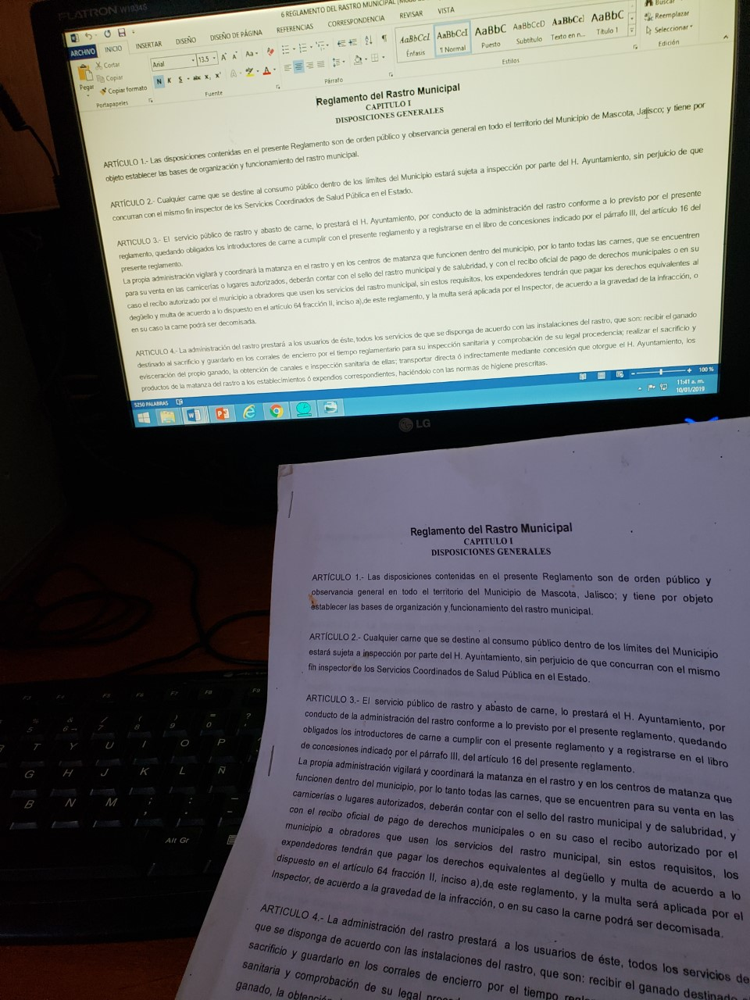 FLATRON W1934S
6 REGLAMENTO DEL RASTRO MUNICIPAL
ARCHIVO INICIO INSERTAR DISEÑO DISEÑO DE PÁGINA REFERENCIAS CORRESPONDENCIA REVISAR VISTA
Pegar
Cortar
Copiar
Copiar formato
Portapapeles
Arial 13.5
N K S abc
Fuente
Párrafo
AaBbCcI AaBbCcI AaBbC AaBbCcD AaBbCcI AaBbC
Énfasis ¶ Normal Puesto Subtítulo Texto en n... Título 1
Estilos
Buscar
Reemplazar
Seleccionar
Edición
Reglamento del Rastro Municipal
CAPITULO I
DISPOSICIONES GENERALES
ARTÍCULO 1.- Las disposiciones contenidas en el presente Reglamento son de orden público y observancia general en todo el territorio del Municipio de Mascota, Jalisco; y tiene por
objeto establecer las bases de organización y funcionamiento del rastro municipal.
ARTÍCULO 2.- Cualquier carne que se destine al consumo público dentro de los límites del Municipio estará sujeta a inspección por parte del H. Ayuntamiento, sin perjuicio de que
concurran con el mismo fin inspector de los Servicios Coordinados de Salud Pública en el Estado.
ARTICULO 3.- El servicio público de rastro y abasto de carne, lo prestará el H. Ayuntamiento, por conducto de la administración del rastro conforme a lo previsto por el presente
reglamento, quedando obligados los introductores de carne a cumplir con el presente reglamento y a registrarse en el libro de concesiones indicado por el párrafo III, del artículo 16 del
presente reglamento.
La propia administración vigilará y coordinará la matanza en el rastro y en los centros de matanza que funcionen dentro del municipio, por lo tanto todas las carnes, que se encuentren
para su venta en las carnicerías o lugares autorizados, deberán contar con el sello del rastro municipal y de salubridad, y con el recibo oficial de pago de derechos municipales o en su
caso el recibo autorizado por el municipio a obradores que usen los servicios del rastro municipal, sin estos requisitos, los expendedores tendrán que pagar los derechos equivalentes al
degüello y multa de acuerdo a lo dispuesto en el artículo 64 fracción II, inciso a),de este reglamento, y la multa será aplicada por el Inspector, de acuerdo a la gravedad de la infracción, o
en su caso la carne podrá ser decomisada.
ARTICULO 4.- La administración del rastro prestará a los usuarios de éste, todos los servicios de que se disponga de acuerdo con las instalaciones del rastro, que son: recibir el ganado
destinado al sacrificio y guardarlo en los corrales de encierro por el tiempo reglamentario para su inspección sanitaria y comprobación de su legal procedencia; realizar el sacrificio y
evisceración del propio ganado, la obtención de canales e inspección sanitaria de ellas; transportar directa ó indirectamente mediante concesión que otorgue el H. Ayuntamiento, los
productos de la matanza del rastro a los establecimientos ó expendios correspondientes, haciéndolo con las normas de higiene prescritas.
5250 PALABRAS
100 %
11:41 a. m.
10/01/2019
LG
Reglamento del Rastro Municipal
CAPITULO I
DISPOSICIONES GENERALES
ARTÍCULO 1.- Las disposiciones contenidas en el presente Reglamento son de orden público y
observancia general en todo el territorio del Municipio de Mascota, Jalisco; y tiene por objeto
establecer las bases de organización y funcionamiento del rastro municipal.
ARTÍCULO 2.- Cualquier carne que se destine al consumo público dentro de los límites del Municipio
estará sujeta a inspección por parte del H. Ayuntamiento, sin perjuicio de que concurran con el mismo
fin inspector de los Servicios Coordinados de Salud Pública en el Estado.
ARTICULO 3.- El servicio público de rastro y abasto de carne, lo prestará el H. Ayuntamiento, por
conducto de la administración del rastro conforme a lo previsto por el presente reglamento, quedando
obligados los introductores de carne a cumplir con el presente reglamento y a registrarse en el libro
de concesiones indicado por el párrafo III, del artículo 16 del presente reglamento.
La propia administración vigilará y coordinará la matanza en el rastro y en los centros de matanza que
funcionen dentro del municipio, por lo tanto todas las carnes, que se encuentren para su venta en las
carnicerías o lugares autorizados, deberán contar con el sello del rastro municipal y de salubridad, y
con el recibo oficial de pago de derechos municipales o en su caso el recibo autorizado por el
municipio a obradores que usen los servicios del rastro municipal, sin estos requisitos, los
expendedores tendrán que pagar los derechos equivalentes al degüello y multa de acuerdo a lo
dispuesto en el artículo 64 fracción II, inciso a),de este reglamento, y la multa será aplicada por el
Inspector, de acuerdo a la gravedad de la infracción, o en su caso la carne podrá ser decomisada.
ARTICULO 4.- La administración del rastro prestará a los usuarios de éste, todos los servicios de
que se disponga de acuerdo con las instalaciones del rastro, que son: recibir el ganado destinado
sacrificio y guardarlo en los corrales de encierro por el tiempo
sanitaria y comprobación de su legal
ganado, la
F5 F6 F7 F8 F9
5 6 7 8 9 0 ?
T Y U I O P
G H J K L Ñ
B N M
Alt Gr